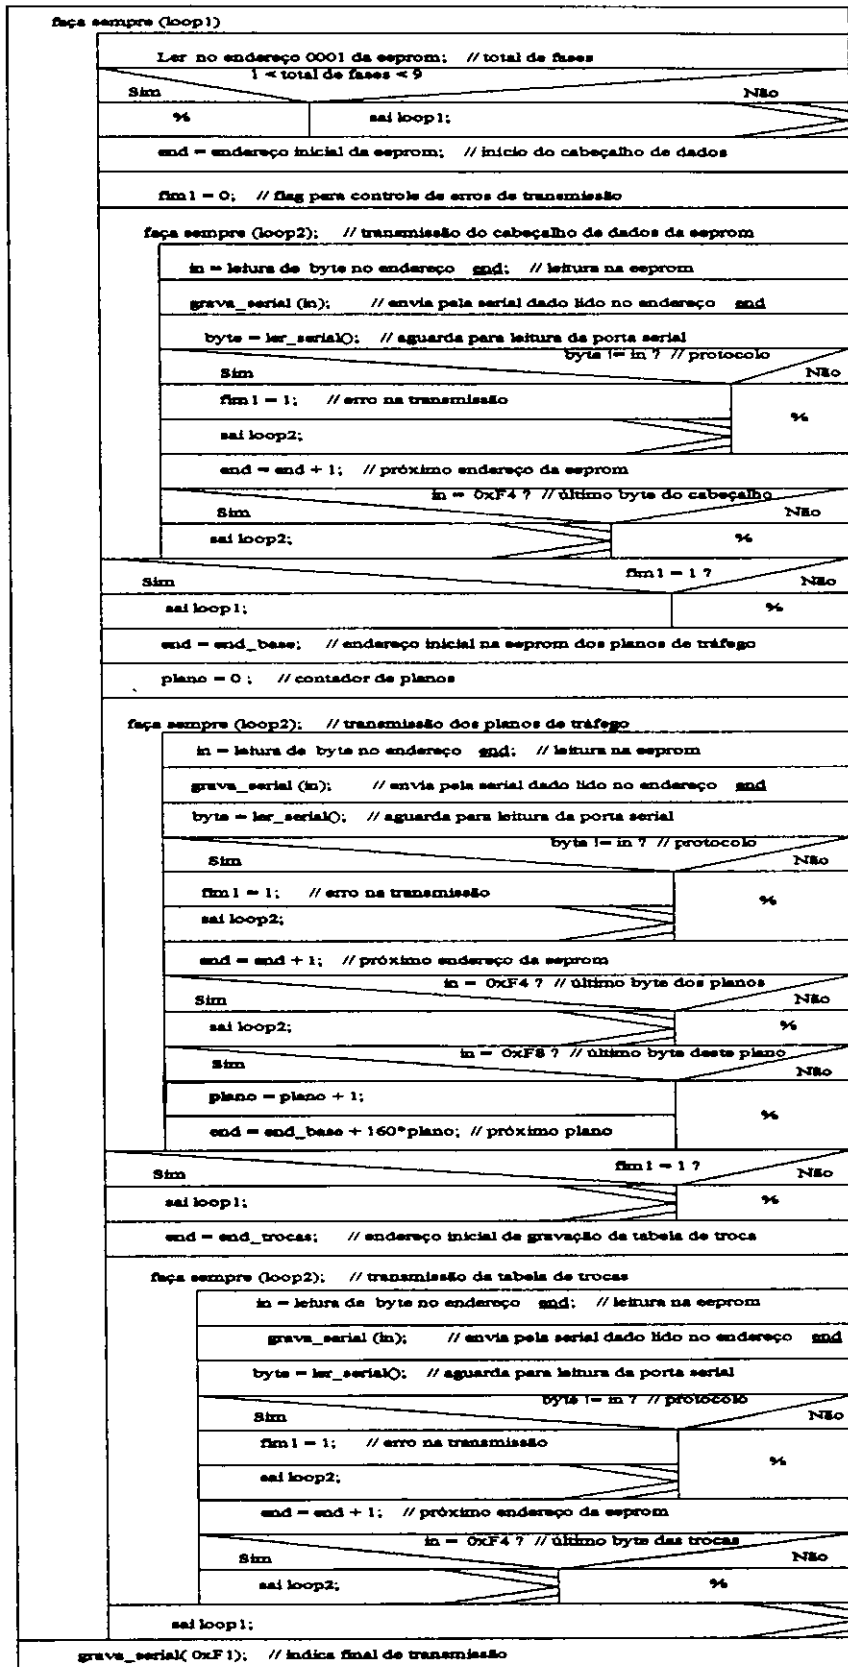 faça sempre (loop1)
Ler no endereço 0001 da eeprom; // total de fases
1 < total de fases < 9
Sim Não
% sai loop1;
end = endereço inicial da eeprom; // início do cabeçalho de dados
fim1 = 0; // flag para controle de erros de transmissão
faça sempre (loop2); // transmissão do cabeçalho de dados da eeprom
in = leitura de byte no endereço end; // leitura na eeprom
grava_serial (in); // envia pela serial dado lido no endereço end
byte = ler_serial(); // aguarda para leitura da porta serial
byte != in ? // protocolo
Sim Não
fim1 = 1; // erro na transmissão
%
sai loop2;
end = end + 1; // próximo endereço da eeprom
in = 0xF4 ? // último byte do cabeçalho
Sim Não
sai loop2; %
fim1 = 1 ?
Sim Não
sai loop1; %
end = end_base; // endereço inicial na eeprom dos planos de tráfego
plano = 0 ; // contador de planos
faça sempre (loop2); // transmissão dos planos de tráfego
in = leitura de byte no endereço end; // leitura na eeprom
grava_serial (in); // envia pela serial dado lido no endereço end
byte = ler_serial(); // aguarda para leitura da porta serial
byte != in ? // protocolo
Sim Não
fim1 = 1; // erro na transmissão
%
sai loop2;
end = end + 1; // próximo endereço da eeprom
in = 0xF4 ? // último byte dos planos
Sim Não
sai loop2; %
in = 0xF8 ? // último byte deste plano
Sim Não
plano = plano + 1;
%
end = end_base + 160*plano; // próximo plano
fim1 = 1 ?
Sim Não
sai loop1; %
end = end_trocas; // endereço inicial de gravação da tabela de troca
faça sempre (loop2); // transmissão da tabela de trocas
in = leitura de byte no endereço end; // leitura na eeprom
grava_serial (in); // envia pela serial dado lido no endereço end
byte = ler_serial(); // aguarda para leitura da porta serial
byte != in ? // protocolo
Sim Não
fim1 = 1; // erro na transmissão
%
sai loop2;
end = end + 1; // próximo endereço da eeprom
in = 0xF4 ? // último byte das trocas
Sim Não
sai loop2; %
sai loop1;
grava_serial( 0xF1); // indica final de transmissão